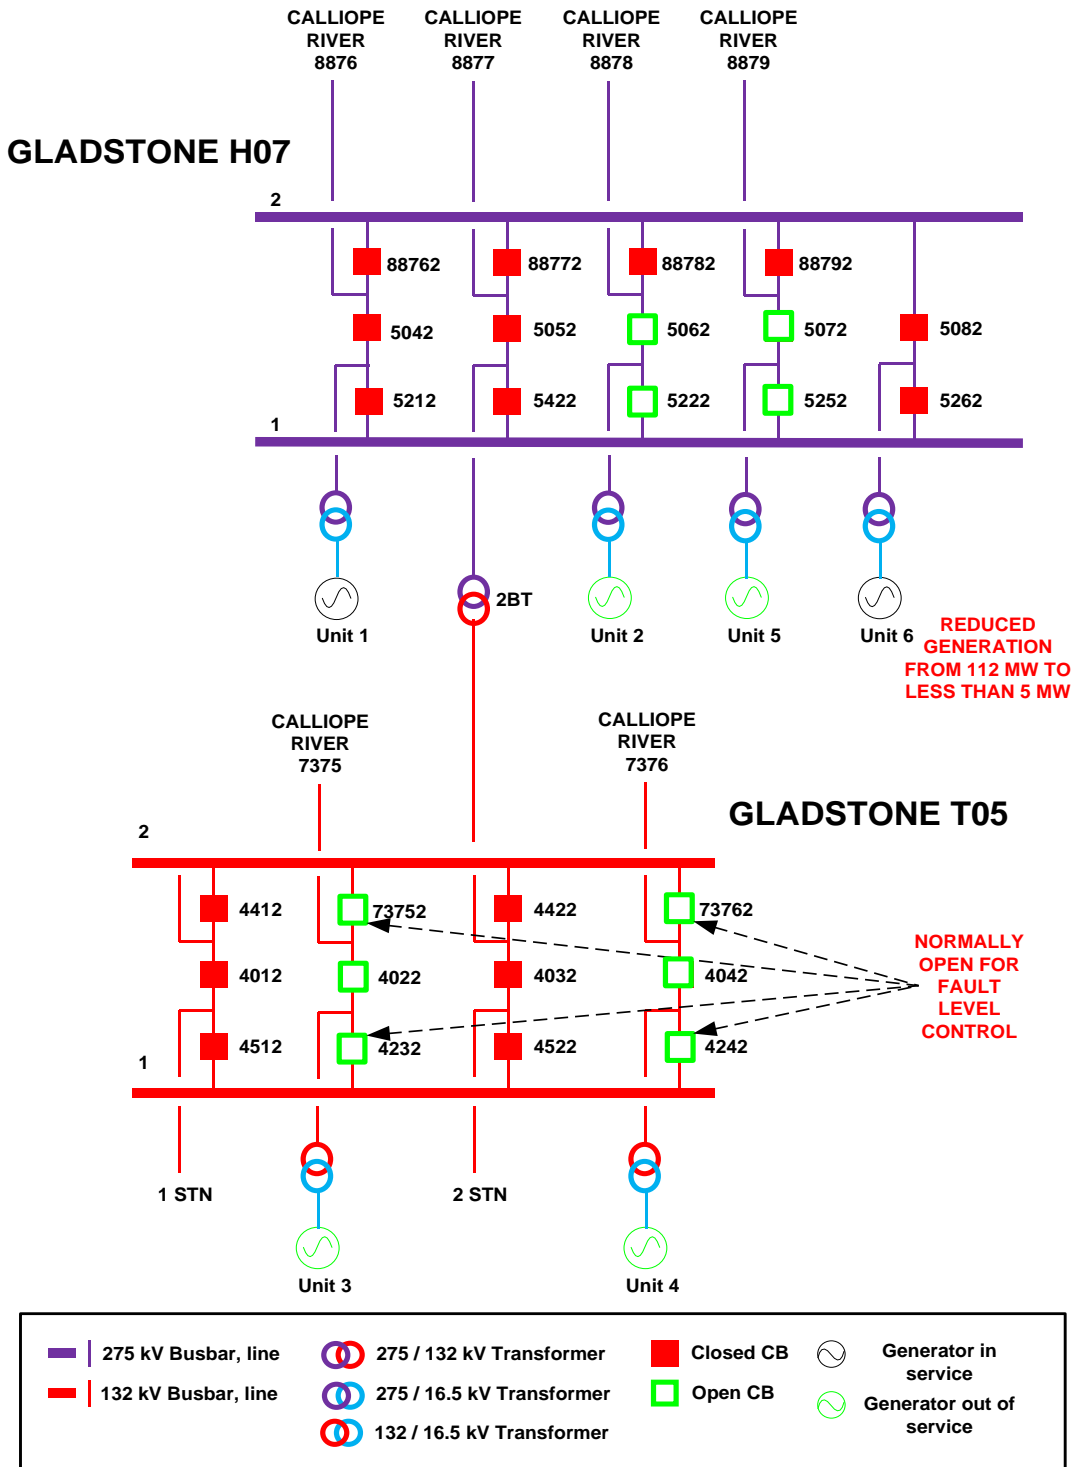 CALLIOPE
RIVER
8876
CALLIOPE
RIVER
8877
CALLIOPE
RIVER
8878
CALLIOPE
RIVER
8879
GLADSTONE H07
2
88762
88772
88782
88792
5042
5052
5062
5072
5082
5212
5422
5222
5252
5262
1
Unit 1
2BT
Unit 2
Unit 5
Unit 6
REDUCED
GENERATION
FROM 112 MW TO
LESS THAN 5 MW
CALLIOPE
RIVER
7375
CALLIOPE
RIVER
7376
GLADSTONE T05
2
4412
73752
4422
73762
4012
4022
4032
4042
4512
4232
4522
4242
1
NORMALLY
OPEN FOR
FAULT
LEVEL
CONTROL
1 STN
2 STN
Unit 3
Unit 4
275 kV Busbar, line
132 kV Busbar, line
275 / 132 kV Transformer
275 / 16.5 kV Transformer
132 / 16.5 kV Transformer
Closed CB
Open CB
Generator in
service
Generator out of
service